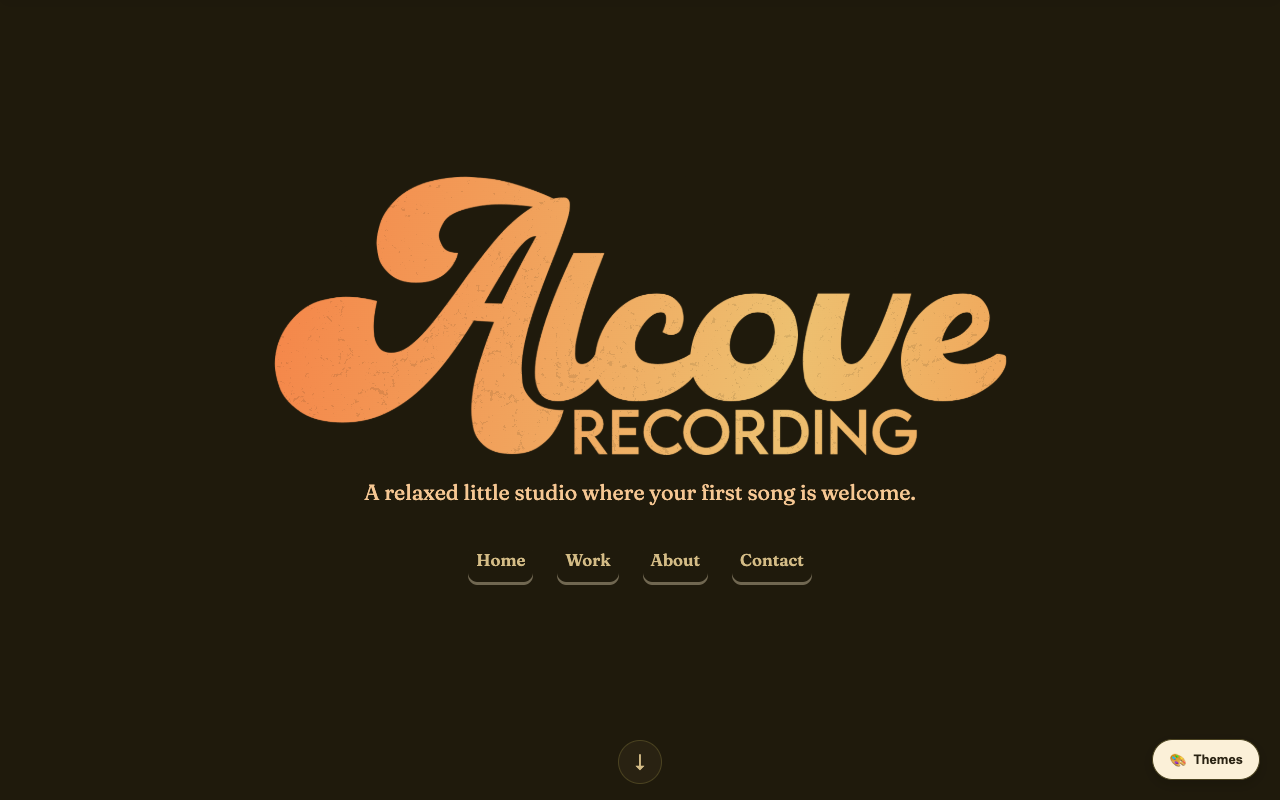 Alcove
RECORDING
A relaxed little studio where your first song is welcome.
Home Work About Contact
↓
🎨 Themes